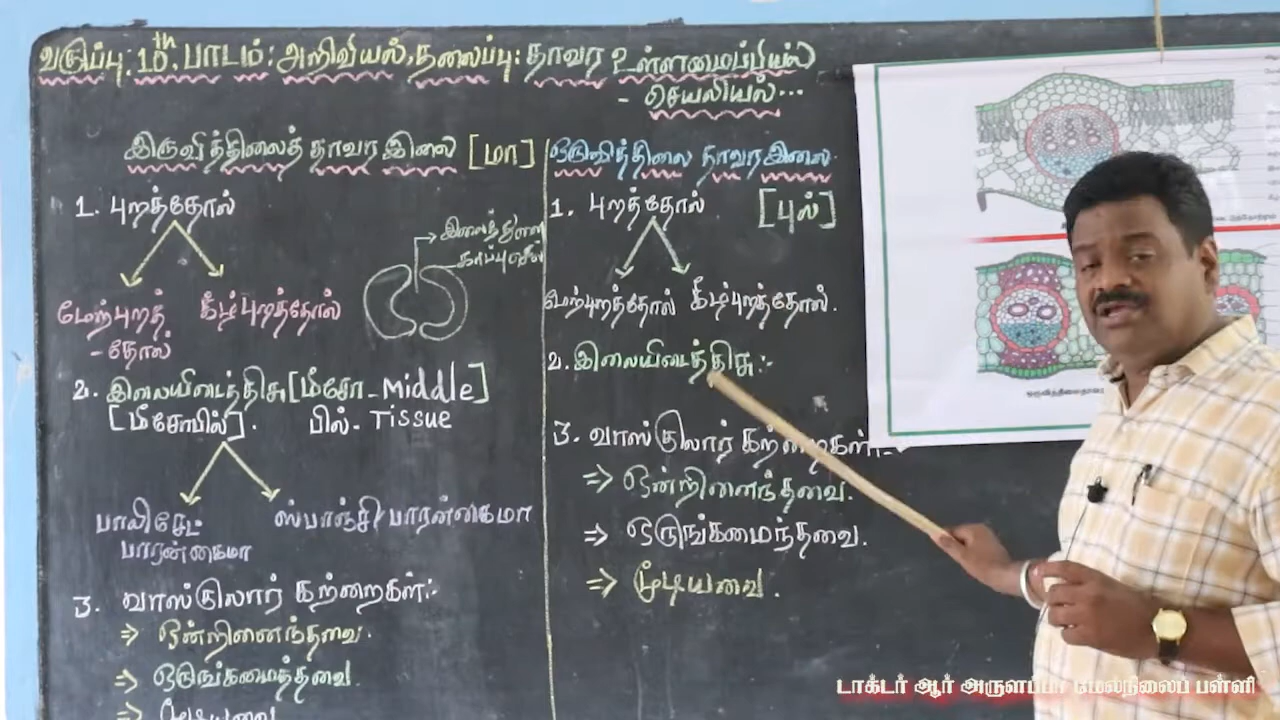 வகுப்பு: 10th, பாடம்: அறிவியல், தலைப்பு: தாவர உள்ளமைப்பியல்
- செயலியல்...
இருவித்திலைத் தாவர இலை [மா]
1. புறத்தோல்
இலைத்துளை
காப்புசெல்
மேற்புறத்
-தோல்
கீழ்புறத்தோல்
2. இலையிடைத்திசு [மீசோ - Middle]
[மீசோபில்]. பில் - Tissue
பாலிசேட்
பாரன்கைமா
ஸ்பாஞ்சி பாரன்கைமா
3. வாஸ்குலார் கற்றைகள்:-
⇒ ஒன்றினைந்தவை.
⇒ ஒருங்கமைந்தவை.
⇒ மூடியவை
ஒருவித்திலை தாவர இலை
1. புறத்தோல் [புல்]
மேற்புறத்தோல் கீழ்புறத்தோல்.
2. இலையிடைத்திசு:-
3. வாஸ்குலார் கற்றைகள்:-
⇒ ஒன்றினைந்தவை.
⇒ ஒருங்கமைந்தவை.
⇒ மூடியவை.
டாக்டர் ஆர் அருளப்பா மேல்நிலைப் பள்ளி